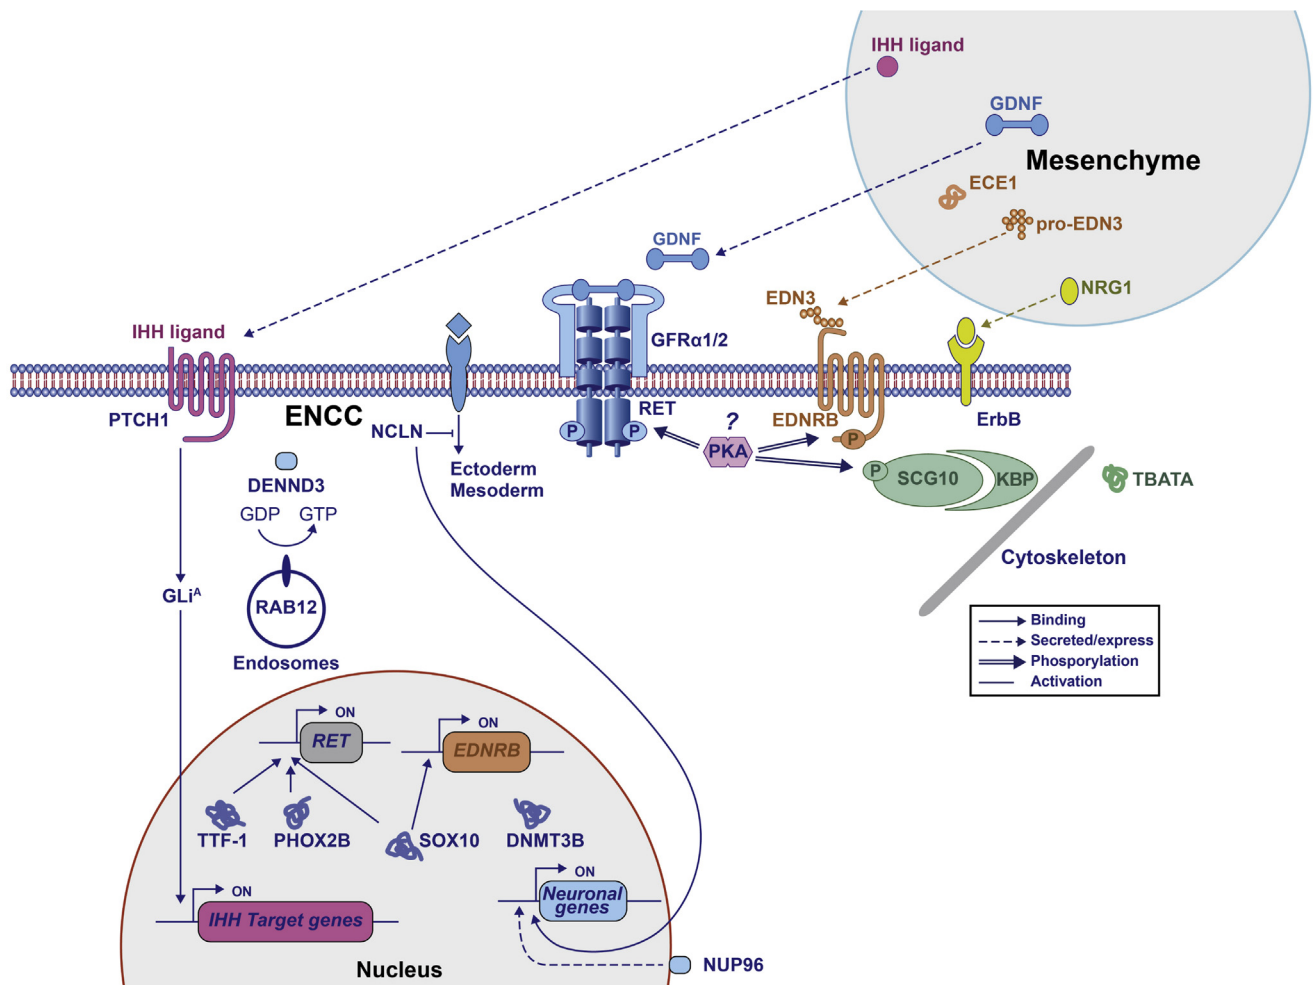 IHH ligand
GDNF
Mesenchyme
ECE1
pro-EDN3
GDNF
NRG1
EDN3
IHH ligand
GFRα1/2
PTCH1
ENCC
NCLN
RET
?
PKA
EDNRB
ErbB
P
P
P
P
SCG10
KBP
TBATA
Ectoderm
Mesoderm
DENND3
GDP
GTP
Cytoskeleton
GLiA
RAB12
Endosomes
Binding
Secreted/express
Phosporylation
Activation
ON
RET
ON
EDNRB
TTF-1
PHOX2B
SOX10
DNMT3B
ON
IHH Target genes
ON
Neuronal
genes
NUP96
Nucleus